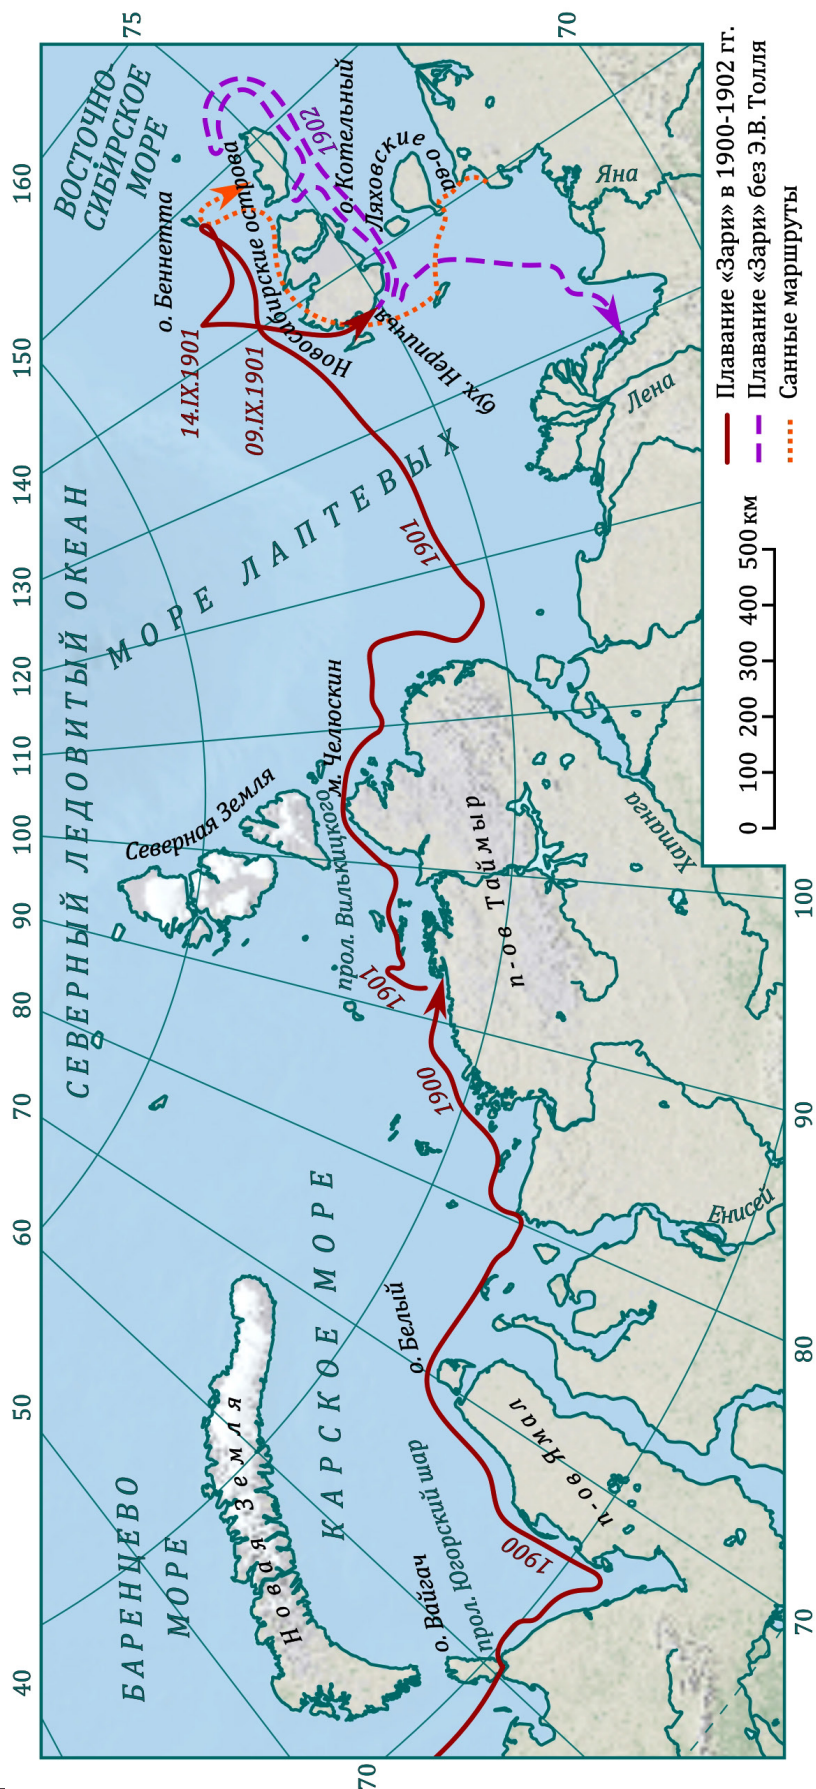 40
50
60
70
80
90
100
110
120
130
140
150
160
75
70
70
70
80
90
100
БАРЕНЦЕВО
МОРЕ
Новая Земля
КАРСКОЕ МОРЕ
о. Вайгач
прол. Югорский шар
1900
п-ов Ямал
о. Белый
Енисей
1900
1901
СЕВЕРНЫЙ ЛЕДОВИТЫЙ ОКЕАН
Северная Земля
прол. Вилькицкого
м. Челюскин
п-ов Таймыр
Хатанга
МОРЕ ЛАПТЕВЫХ
1901
14.IX.1901
09.IX.1901
о. Беннетта
Новосибирские острова
ВОСТОЧНО-
СИБИРСКОЕ
МОРЕ
1902
о. Котельный
Ляховские
ов-о
бух. Нерпичья
Лена
Яна
0 100 200 300 400 500 км
Плавание «Зари» в 1900-1902 гг.
Плавание «Зари» без Э.В. Толля
Санные маршруты